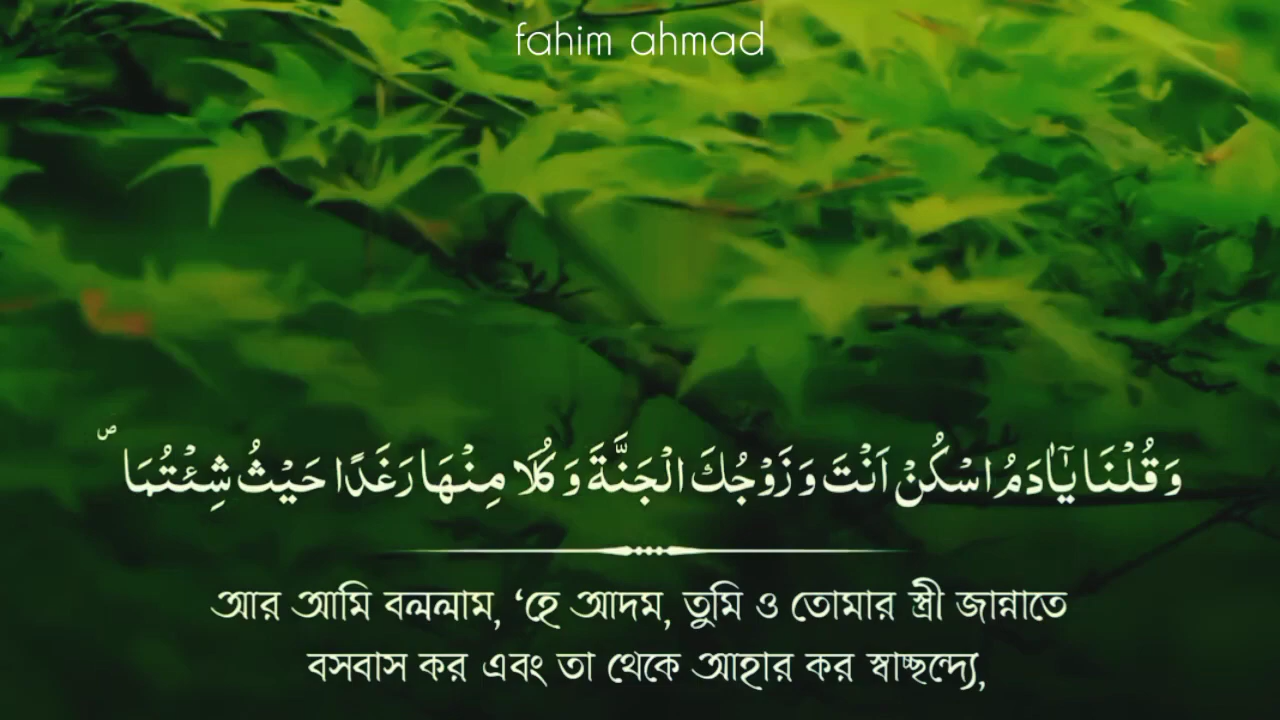 fahim ahmad
وَقُلْنَا يٰٓاٰدَمُ اسْكُنْ اَنْتَ وَزَوْجُكَ الْجَنَّةَ وَكُلَا مِنْهَا رَغَدًا حَيْثُ شِئْتُمَا ۪ص
আর আমি বললাম, ‘হে আদম, তুমি ও তোমার স্ত্রী জান্নাতে
বসবাস কর এবং তা থেকে আহার কর স্বাচ্ছন্দ্যে,